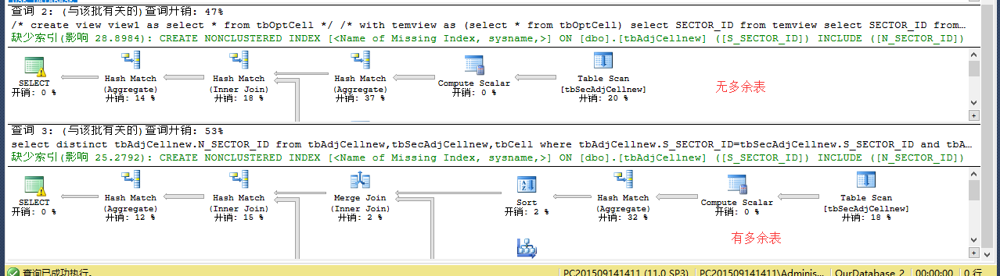 查询 2: (与该批有关的)查询开销: 47%
/* create view view1 as select * from tbOptCell */ /* with temview as (select * from tbOptCell) select SECTOR_ID from temview select SECTOR_ID from...
缺少索引(影响 28.8984): CREATE NONCLUSTERED INDEX [<Name of Missing Index, sysname,>] ON [dbo].[tbAdjCellnew] ([S_SECTOR_ID]) INCLUDE ([N_SECTOR_ID])
SELECT
开销: 0 %
Hash Match
(Aggregate)
开销: 14 %
Hash Match
(Inner Join)
开销: 18 %
Hash Match
(Aggregate)
开销: 37 %
Compute Scalar
开销: 0 %
Table Scan
[tbSecAdjCellnew]
开销: 20 %
无多余表
查询 3: (与该批有关的)查询开销: 53%
select distinct tbAdjCellnew.N_SECTOR_ID from tbAdjCellnew,tbSecAdjCellnew,tbCell where tbAdjCellnew.S_SECTOR_ID=tbSecAdjCellnew.S_SECTOR_ID and tbA...
缺少索引(影响 25.2792): CREATE NONCLUSTERED INDEX [<Name of Missing Index, sysname,>] ON [dbo].[tbAdjCellnew] ([S_SECTOR_ID]) INCLUDE ([N_SECTOR_ID])
SELECT
开销: 0 %
Hash Match
(Aggregate)
开销: 12 %
Hash Match
(Inner Join)
开销: 15 %
Merge Join
(Inner Join)
开销: 2 %
Sort
开销: 2 %
Hash Match
(Aggregate)
开销: 32 %
Compute Scalar
开销: 0 %
Table Scan
[tbSecAdjCellnew]
开销: 18 %
有多余表
查询已成功执行。
PC201509141411 (11.0 SP3)
PC201509141411\Adminis...
OurDatabase_2
00:00:00
0 行